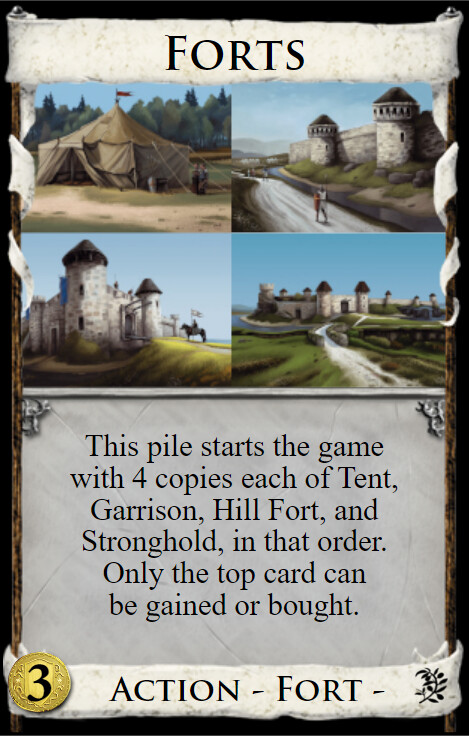 FORTS
This pile starts the game
with 4 copies each of Tent,
Garrison, Hill Fort, and
Stronghold, in that order.
Only the top card can
be gained or bought.
3
ACTION - FORT -